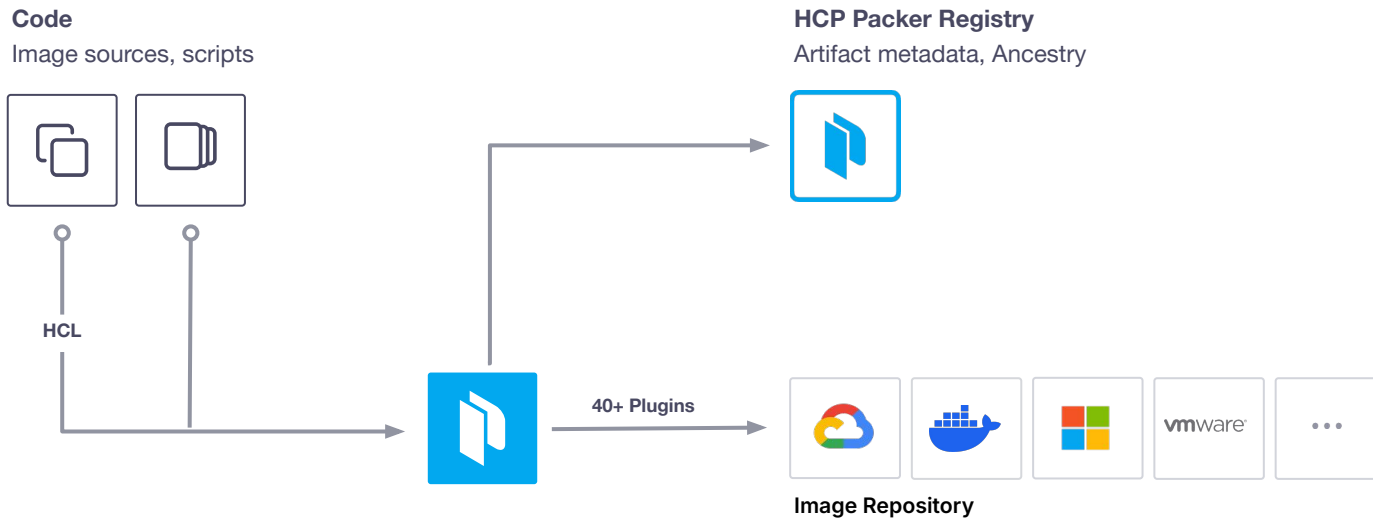 Code
Image sources, scripts
HCP Packer Registry
Artifact metadata, Ancestry
HCL
40+ Plugins
vmware
Image Repository